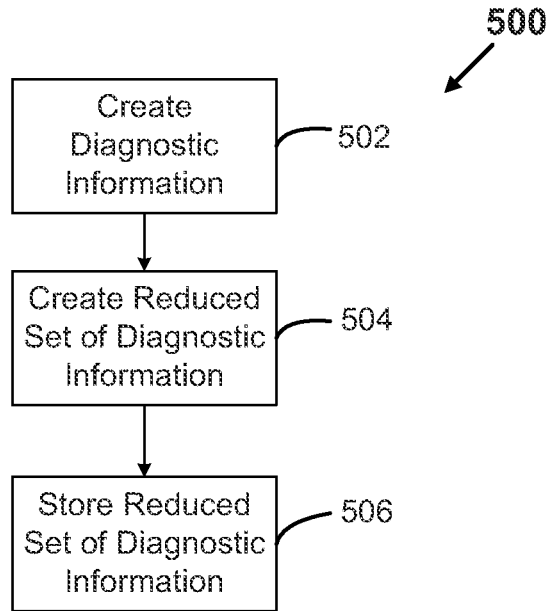 500
Create
Diagnostic
Information
502
Create Reduced
Set of Diagnostic
Information
504
Store Reduced
Set of Diagnostic
Information
506